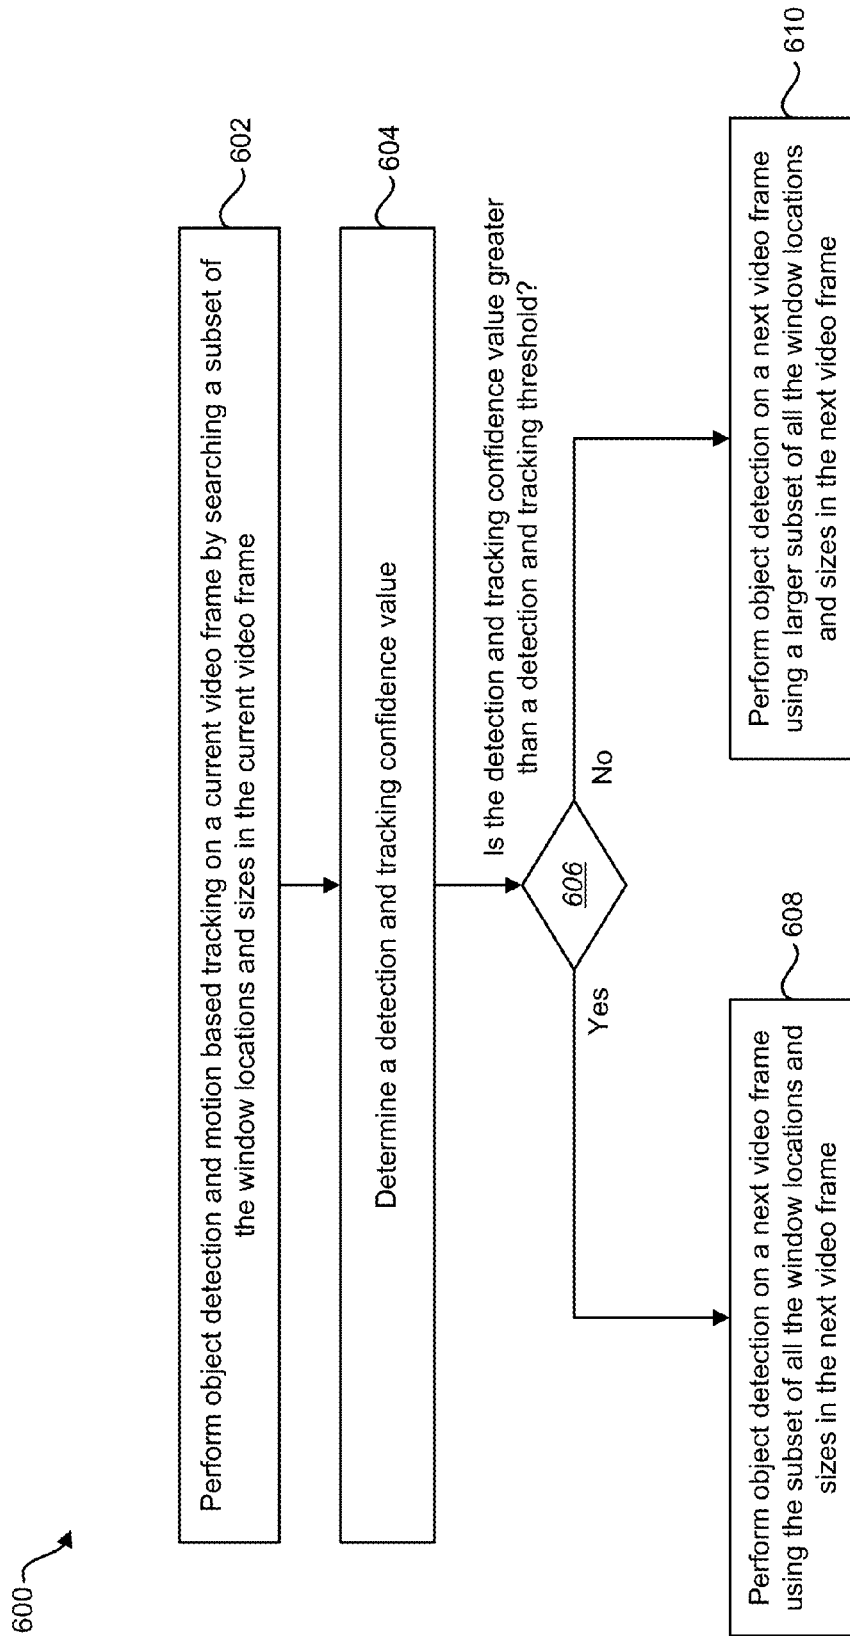 600
602
Perform object detection and motion based tracking on a current video frame by searching a subset of
the window locations and sizes in the current video frame
604
Determine a detection and tracking confidence value
Is the detection and tracking confidence value greater
than a detection and tracking threshold?
606
Yes
No
608
Perform object detection on a next video frame
using the subset of all the window locations and
sizes in the next video frame
610
Perform object detection on a next video frame
using a larger subset of all the window locations
and sizes in the next video frame